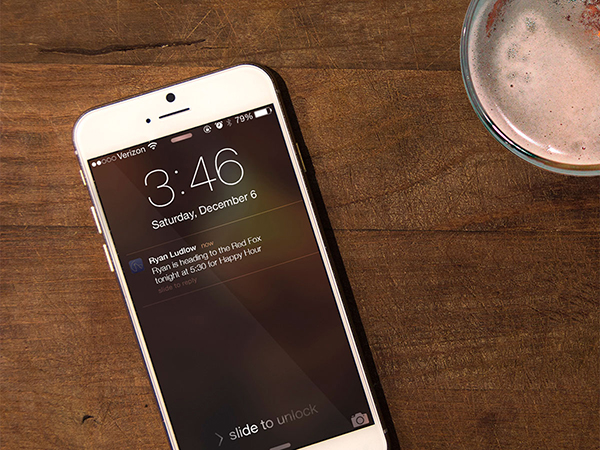 Verizon 79%
3:46
Saturday, December 6
Ryan Ludlow now
Ryan is heading to the Red Fox
tonight at 5:30 for Happy Hour
slide to reply
slide to unlock